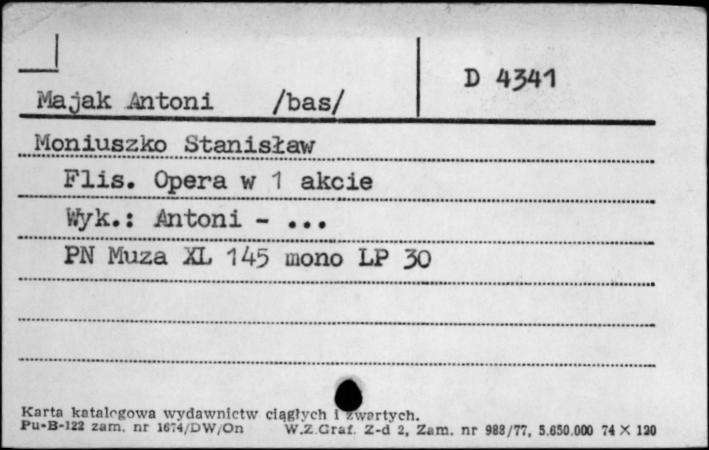 D 4341
Majak Antoni /bas/
Moniuszko Stanisław
Flis. Opera w 1 akcie
Wyk.: Antoni - ...
PN Muza XL 145 mono LP 30
Karta katalogowa wydawnictw ciągłych i zwartych.
Pu-B-122 zam. nr 1674/DW/On W.Z.Graf. Z-d 2, Zam. nr 988/77, 5.650.000 74 X 120